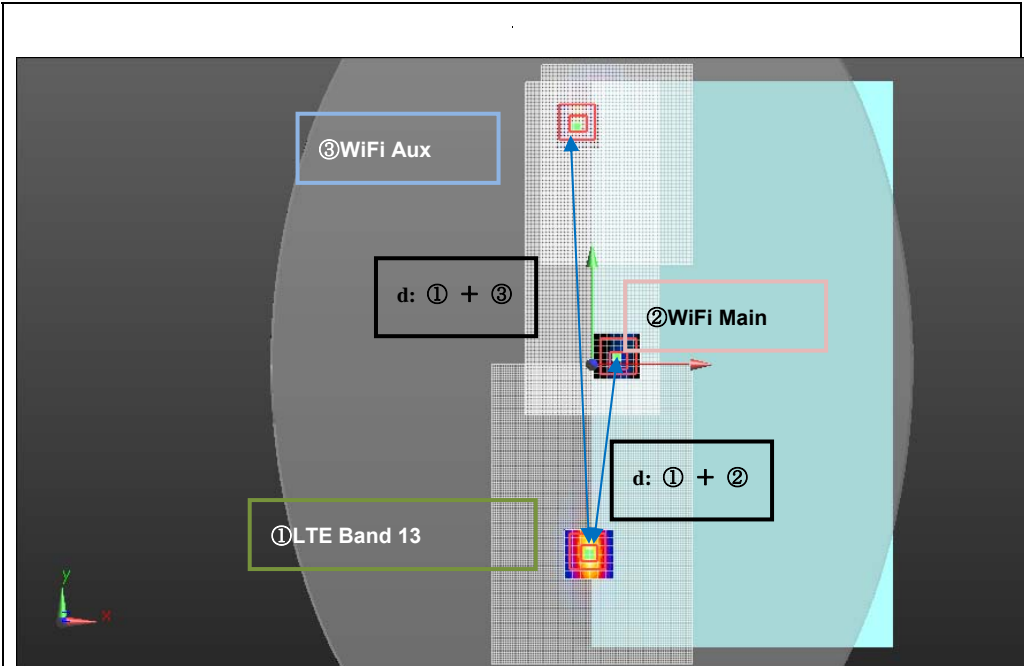 ③WiFi Aux
d: ① + ③
②WiFi Main
d: ① + ②
①LTE Band 13
y
x